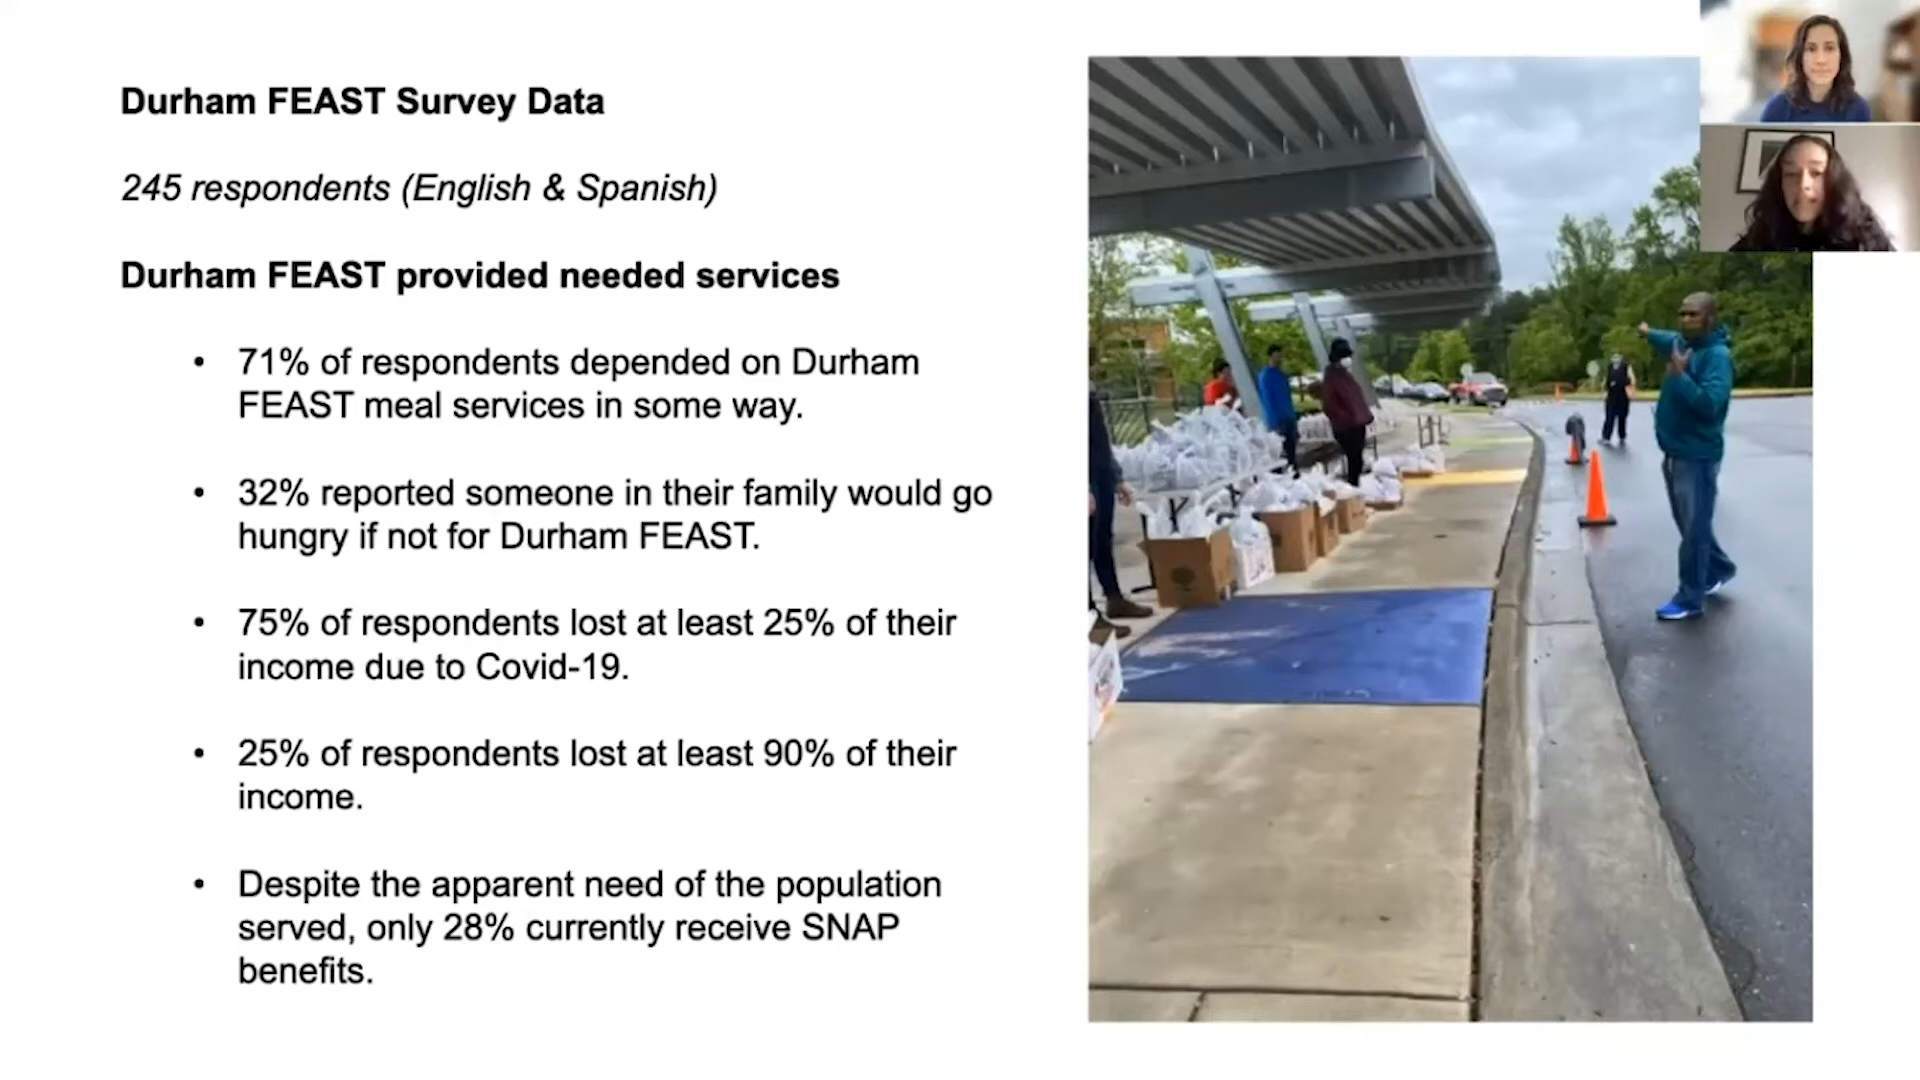 Durham FEAST Survey Data
245 respondents (English & Spanish)
Durham FEAST provided needed services
• 71% of respondents depended on Durham
FEAST meal services in some way.
• 32% reported someone in their family would go
hungry if not for Durham FEAST.
• 75% of respondents lost at least 25% of their
income due to Covid-19.
• 25% of respondents lost at least 90% of their
income.
• Despite the apparent need of the population
served, only 28% currently receive SNAP
benefits.